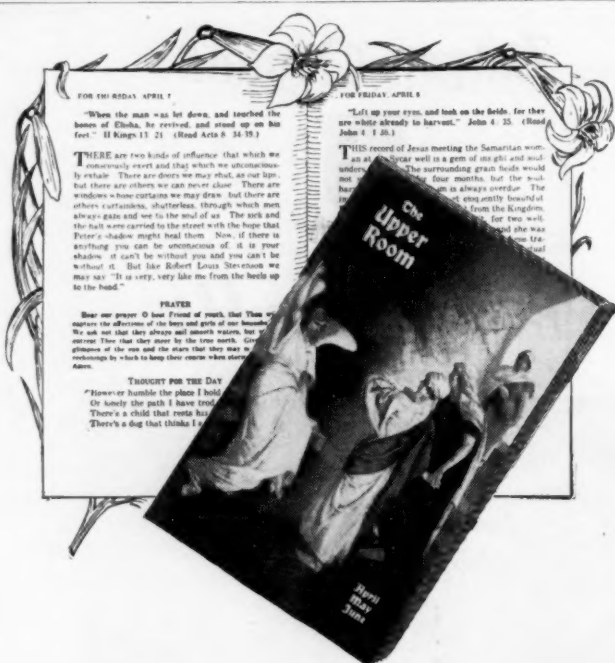 FOR THURSDAY, APRIL 7
"When the man was let down, and touched the
bones of Elisha, he revived, and stood up on his
feet." II Kings 13:21. (Read Acts 8:34-39.)
THERE are two kinds of influence that which we
consciously exert and that which we unconscious-
ly exhale. There are doors we may shut, as our lips,
but there are others we can never close. There are
windows whose curtains we may draw but there are
others curtainless, shutterless, through which men
always gaze and see to the soul of us. The sick and
the halt were carried to the street with the hope that
Peter's shadow might heal them. Now, if there is
anything you can be unconscious of, it is your
shadow. it can't be without you and you can't be
without it. But like Robert Louis Stevenson we
may say "It is very, very like me from the heels up
to the head."
PRAYER
Hear our prayer O best Friend of youth, that Thou
capture the affections of the boys and girls of our
We ask not that they always sail smooth waters, but
entreat Thee that they steer by the true north. Give
glimpses of the sun and the stars that they may
reckonings by which to keep their course when
Amen.
THOUGHT FOR THE DAY
"However humble the place I hold
Or lonely the path I have trod
There's a child that rests his
There's a dog that thinks I
FOR FRIDAY, APRIL 8
"Lift up your eyes, and look on the fields, for they
are white already to harvest." John 4:35. (Read
John 4:1-36.)
THIS record of Jesus meeting the Samaritan wom-
an at Sycar well is a gem of insight and soul-
The surrounding grain fields would
not four months, but the soul-
is always overdue. The
eloquently beautiful
from the Kingdom,
for two well-
and she was
The
Upper
Room
April
May
June